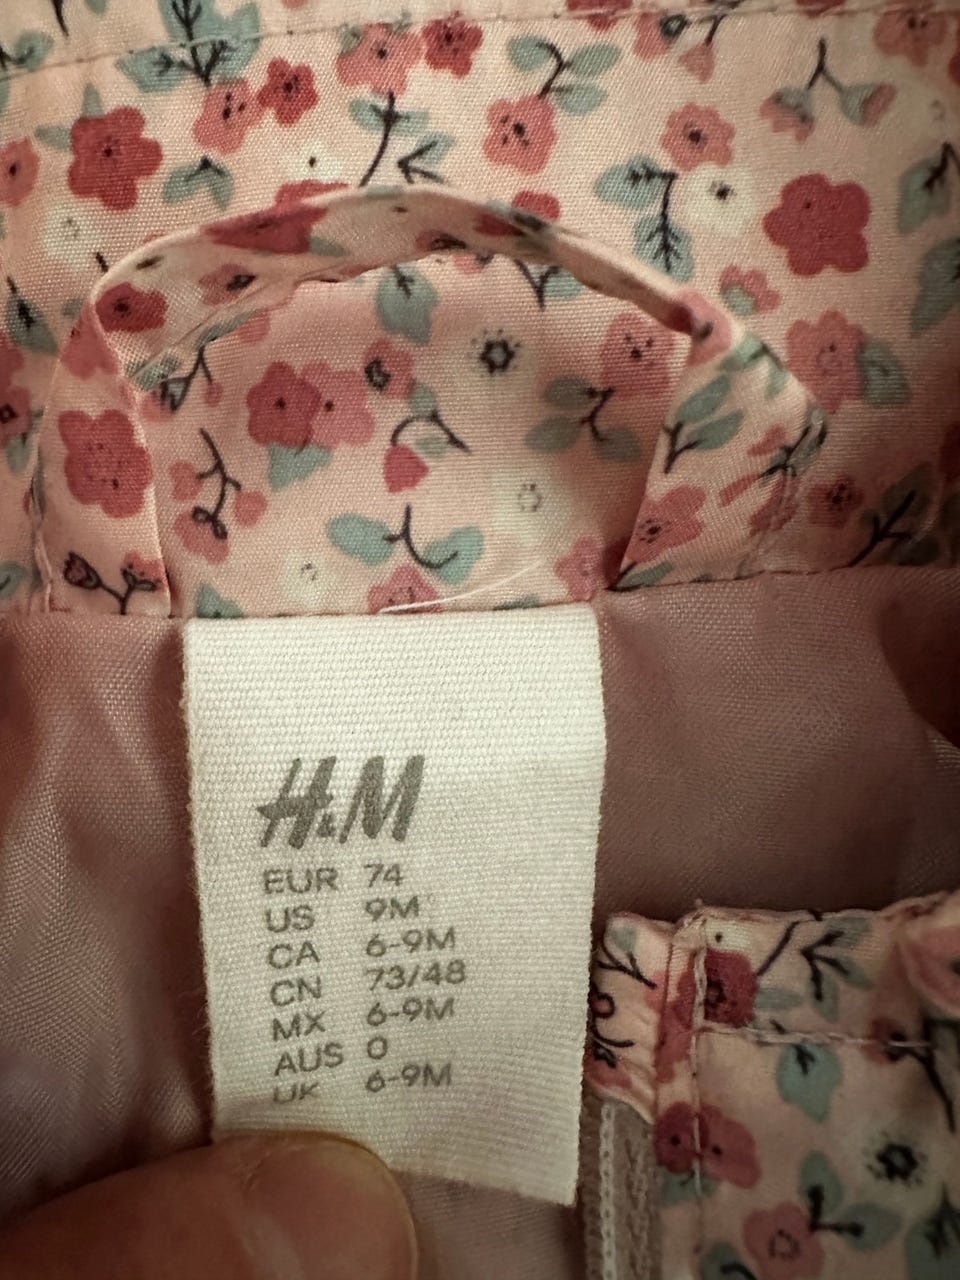 H&M
EUR 74
US 9M
CA 6-9M
CN 73/48
MX 6-9M
AUS 0
UK 6-9M